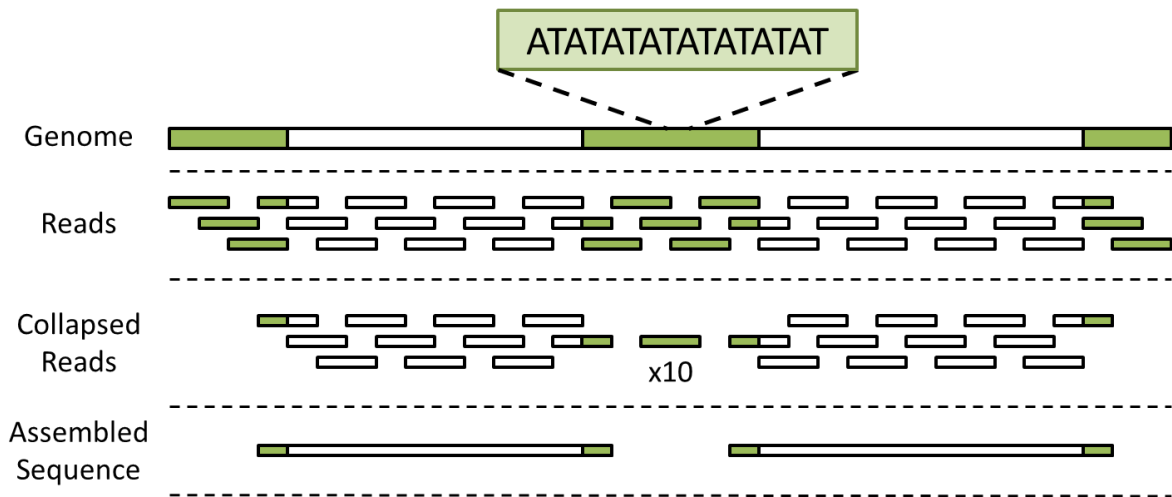 ATATATATATATATAT
Genome
Reads
Collapsed
Reads
x10
Assembled
Sequence